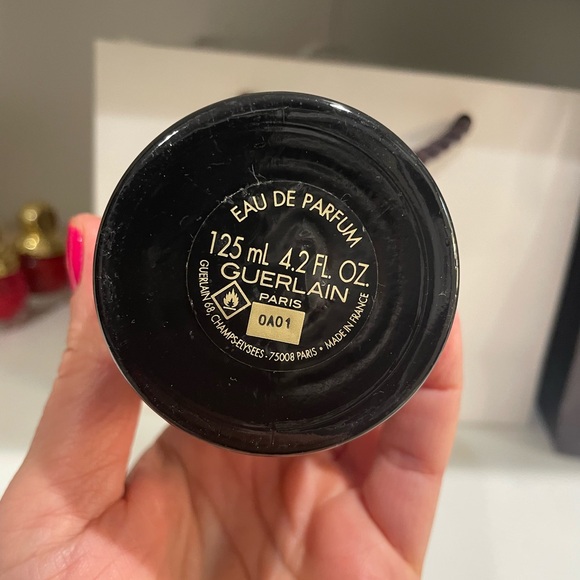 EAU DE PARFUM
125 mL 4.2 FL. OZ.
GUERLAIN
PARIS
0A01
GUERLAIN 68, CHAMPS-ELYSEES - 75008 PARIS • MADE IN FRANCE